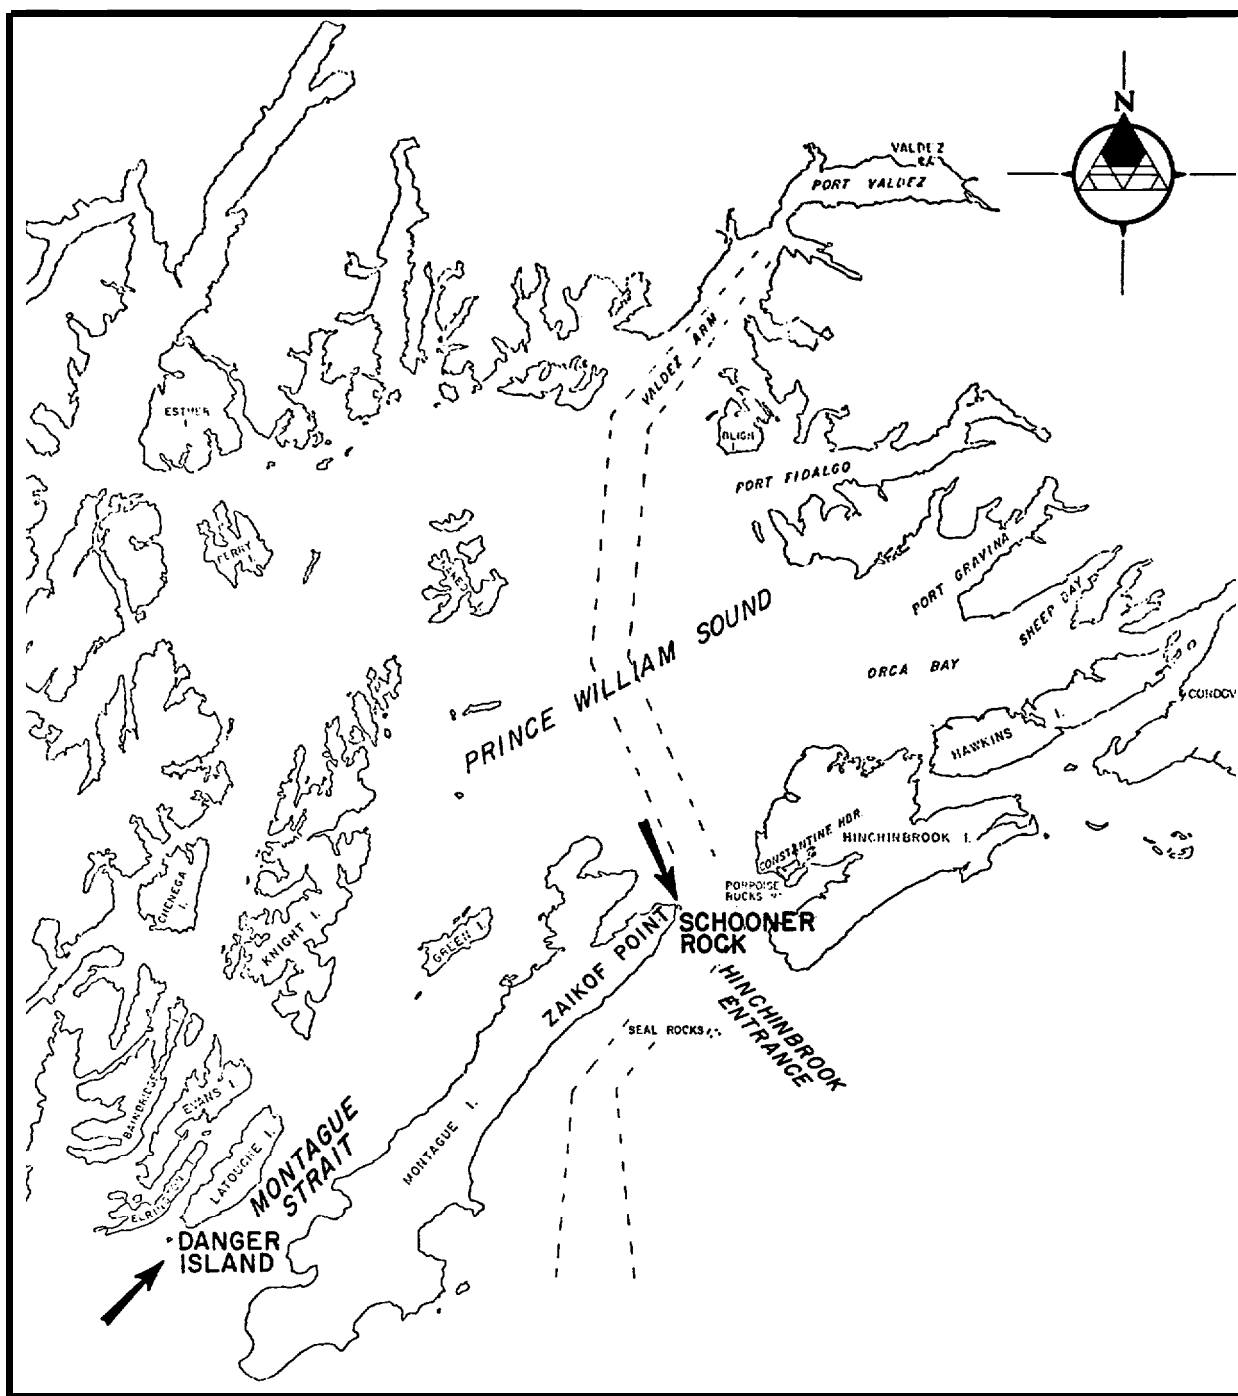 N
VALDEZ
PORT VALDEZ
VALDEZ ARM
ESTHER
I.
BLIGH
I.
PORT FIDALGO
PERRY
I.
PORT GRAVINA
SHEEP BAY
PRINCE WILLIAM SOUND
ORCA BAY
HAWKINS I.
CONSTANTINE HBR.
HINCHINBROOK I.
CHENEGA
I.
KNIGHT I.
GREEN I.
PORPOISE
ROCKS
SCHOONER
ROCK
ZAIKOF POINT
HINCHINBROOK
ENTRANCE
SEAL ROCKS
BAINBRIDGE
EVANS I.
LATOUCHE I.
MONTAGUE
STRAIT
MONTAGUE I.
DANGER
ISLAND